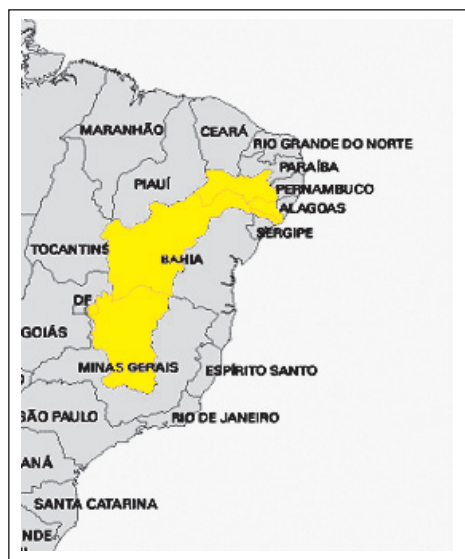 MARANHÃO
CEARÁ
RIO GRANDE DO NORTE
PARAÍBA
PIAUÍ
PERNAMBUCO
ALAGOAS
SERGIPE
TOCANTINS
BAHIA
DF
GOIÁS
MINAS GERAIS
ESPÍRITO SANTO
SÃO PAULO
RIO DE JANEIRO
ANÁ
SANTA CATARINA
NDE